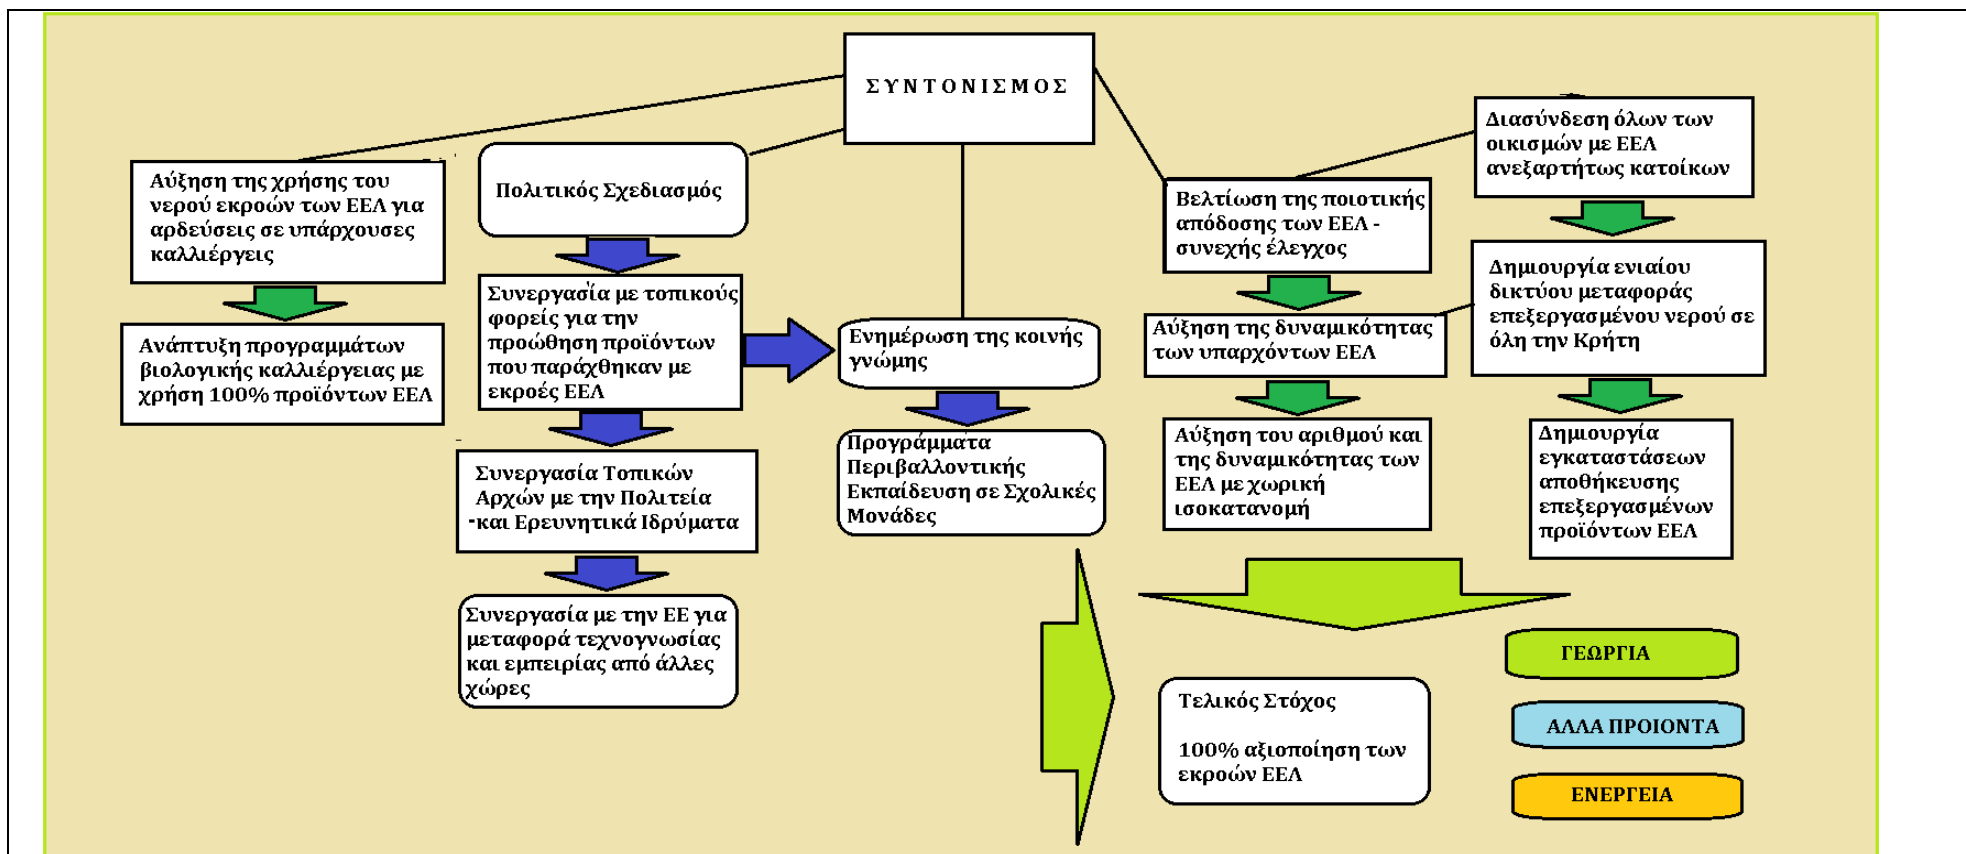 Σ Υ Ν Τ Ο Ν Ι Σ Μ Ο Σ
Αύξηση της χρήσης του
νερού εκροών των ΕΕΛ για
αρδεύσεις σε υπάρχουσες
καλλιέργεις
Ανάπτυξη προγραμμάτων
βιολογικής καλλιέργειας με
χρήση 100% προϊόντων ΕΕΛ
Πολιτικός Σχεδιασμός
Συνεργασία με τοπικούς
φορείς για την
προώθηση προϊόντων
που παράχθηκαν με
εκροές ΕΕΛ
Συνεργασία Τοπικών
Αρχών με την Πολιτεία
-και Ερευνητικά Ιδρύματα
Συνεργασία με την ΕΕ για
μεταφορά τεχνογνωσίας
και εμπειρίας από άλλες
χώρες
Ενημέρωση της κοινής
γνώμης
Προγράμματα
Περιβαλλοντικής
Εκπαίδευση σε Σχολικές
Μονάδες
Βελτίωση της ποιοτικής
απόδοσης των ΕΕΛ -
συνεχής έλεγχος
Αύξηση της δυναμικότητας
των υπαρχόντων ΕΕΛ
Αύξηση του αριθμού και
της δυναμικότητας των
ΕΕΛ με χωρική
ισοκατανομή
Διασύνδεση όλων των
οικισμών με ΕΕΛ
ανεξαρτήτως κατοίκων
Δημιουργία ενιαίου
δικτύου μεταφοράς
επεξεργασμένου νερού σε
όλη την Κρήτη
Δημιουργία
εγκαταστάσεων
αποθήκευσης
επεξεργασμένων
προϊόντων ΕΕΛ
Τελικός Στόχος
100% αξιοποίηση των
εκροών ΕΕΛ
ΓΕΩΡΓΙΑ
ΑΛΛΑ ΠΡΟΙΟΝΤΑ
ΕΝΕΡΓΕΙΑ